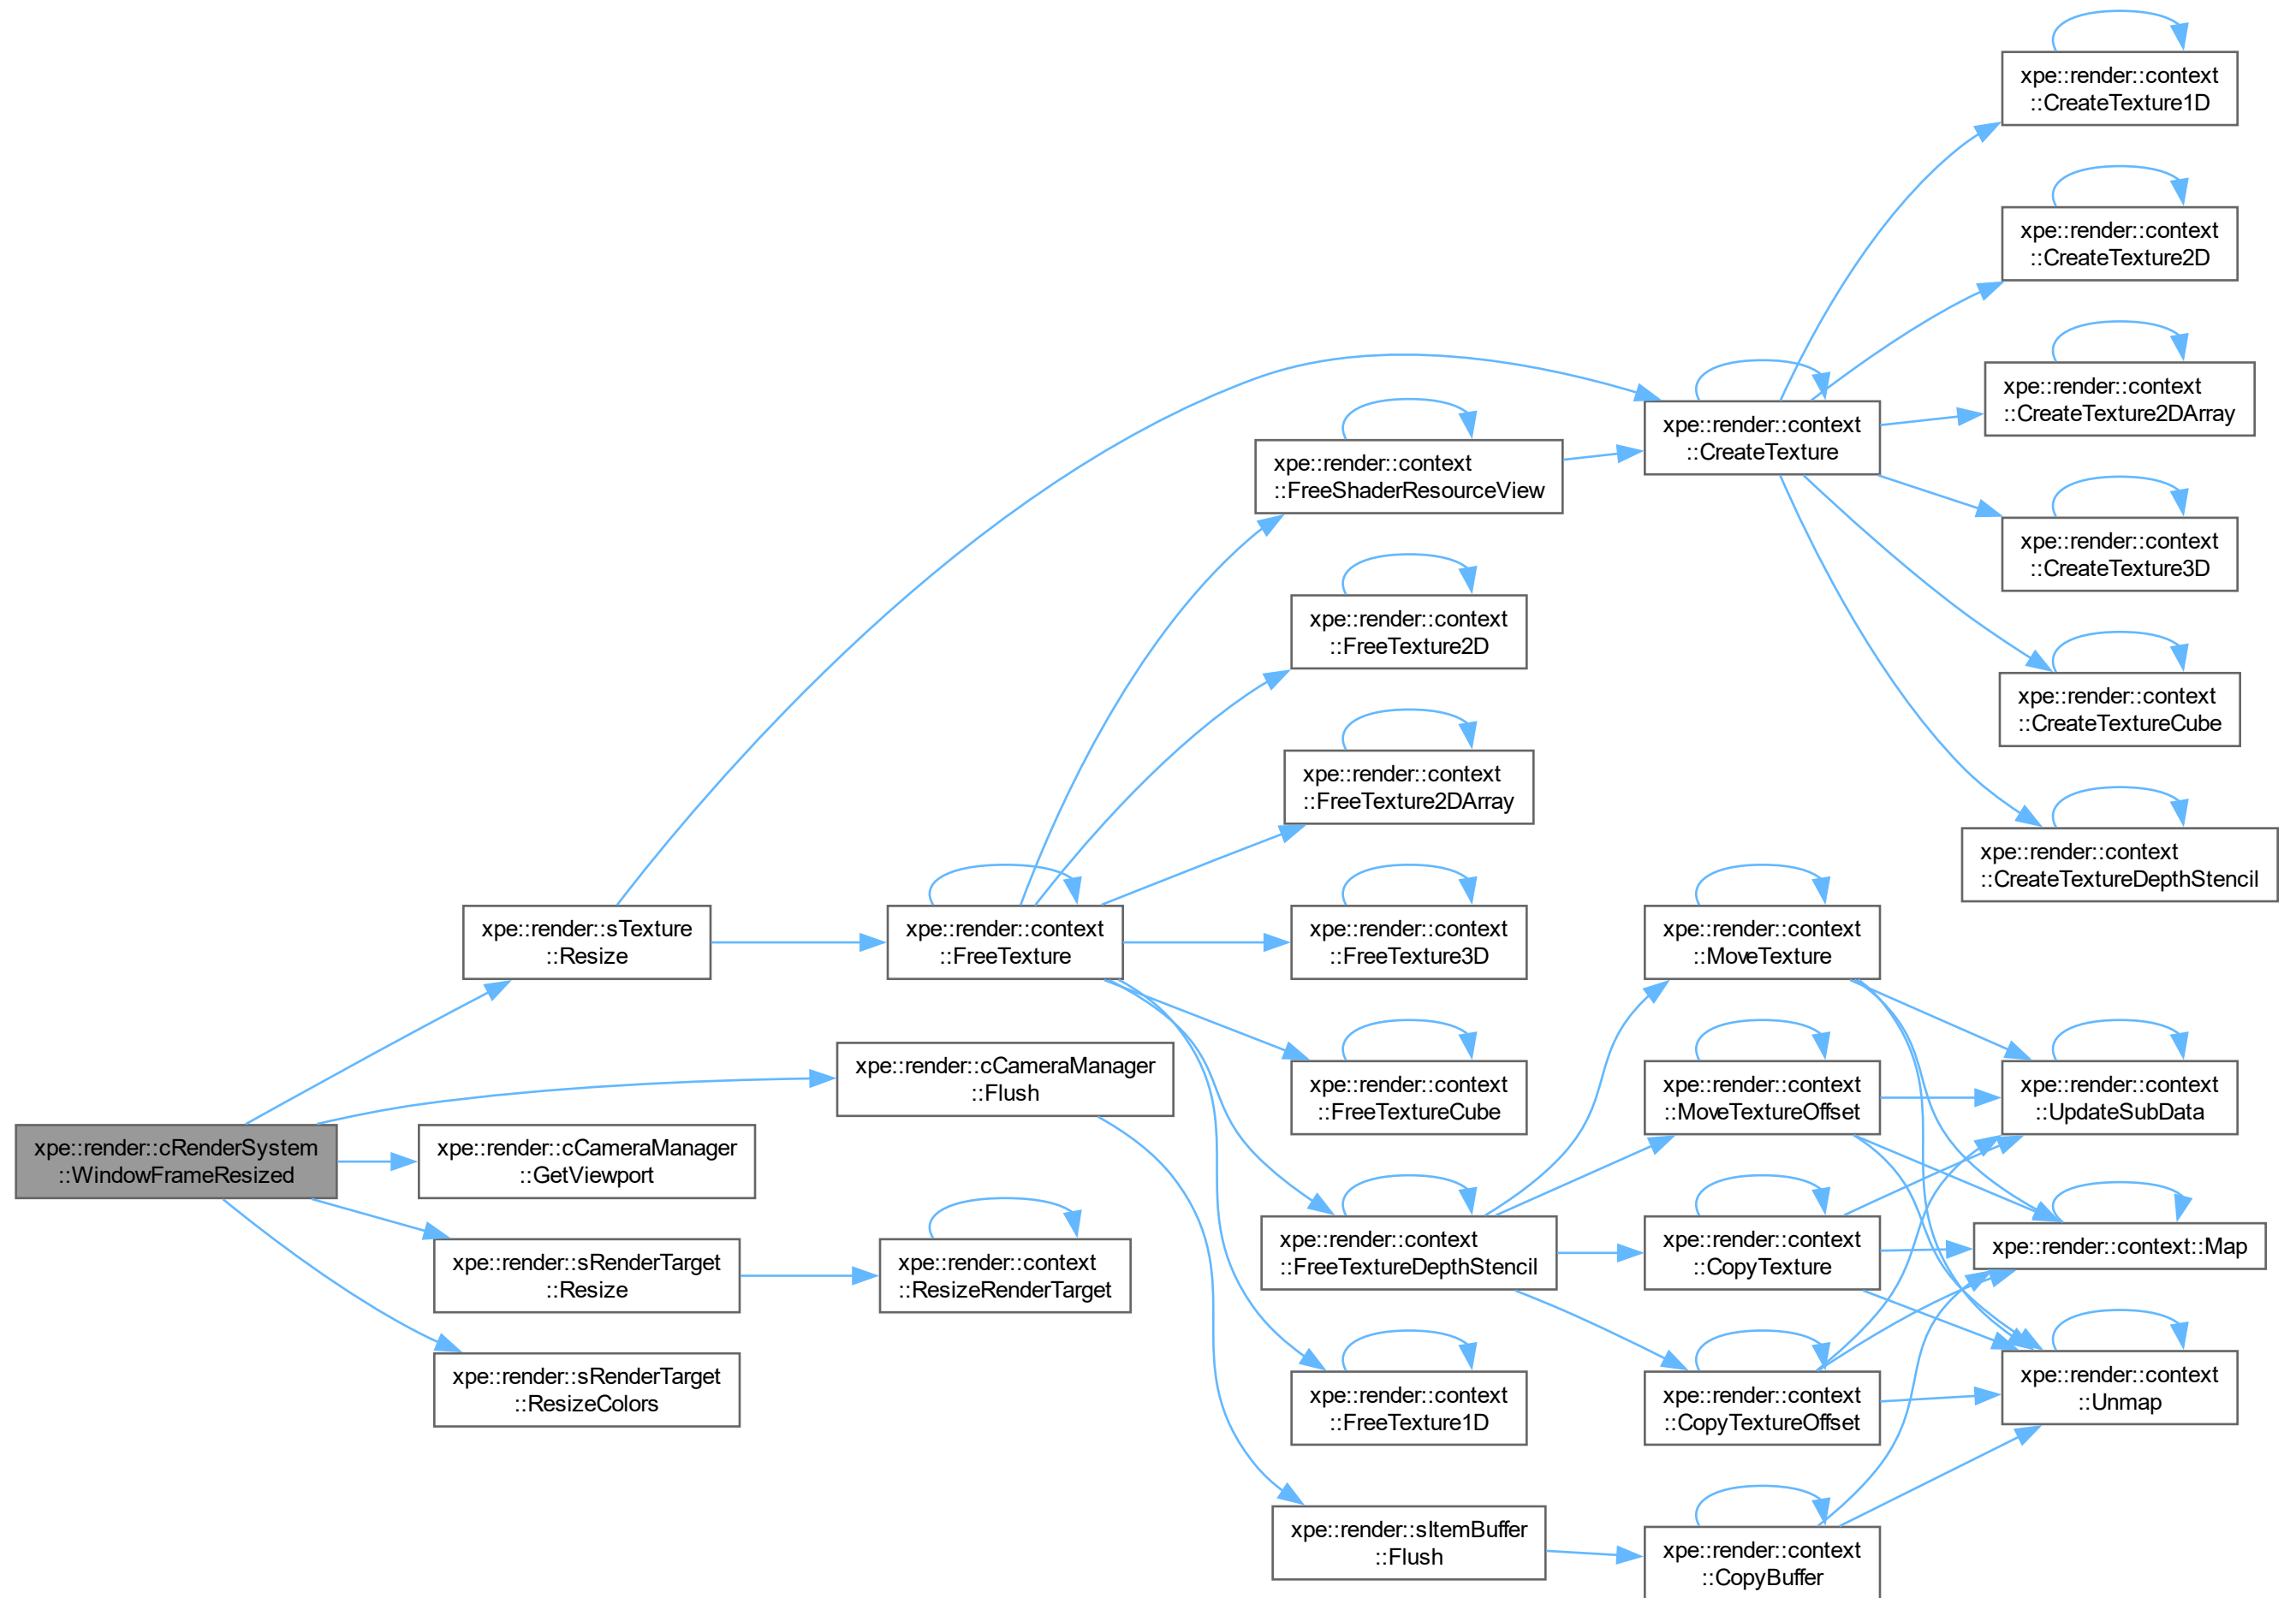 xpe::render::context
::CreateTexture1D
xpe::render::context
::CreateTexture2D
xpe::render::context
::CreateTexture2DArray
xpe::render::context
::CreateTexture
xpe::render::context
::FreeShaderResourceView
xpe::render::context
::CreateTexture3D
xpe::render::context
::FreeTexture2D
xpe::render::context
::CreateTextureCube
xpe::render::context
::FreeTexture2DArray
xpe::render::context
::CreateTextureDepthStencil
xpe::render::sTexture
::Resize
xpe::render::context
::FreeTexture
xpe::render::context
::FreeTexture3D
xpe::render::context
::MoveTexture
xpe::render::cCameraManager
::Flush
xpe::render::context
::FreeTextureCube
xpe::render::context
::MoveTextureOffset
xpe::render::context
::UpdateSubData
xpe::render::cRenderSystem
::WindowFrameResized
xpe::render::cCameraManager
::GetViewport
xpe::render::sRenderTarget
::Resize
xpe::render::context
::ResizeRenderTarget
xpe::render::context
::FreeTextureDepthStencil
xpe::render::context
::CopyTexture
xpe::render::context::Map
xpe::render::sRenderTarget
::ResizeColors
xpe::render::context
::FreeTexture1D
xpe::render::context
::CopyTextureOffset
xpe::render::context
::Unmap
xpe::render::sItemBuffer
::Flush
xpe::render::context
::CopyBuffer